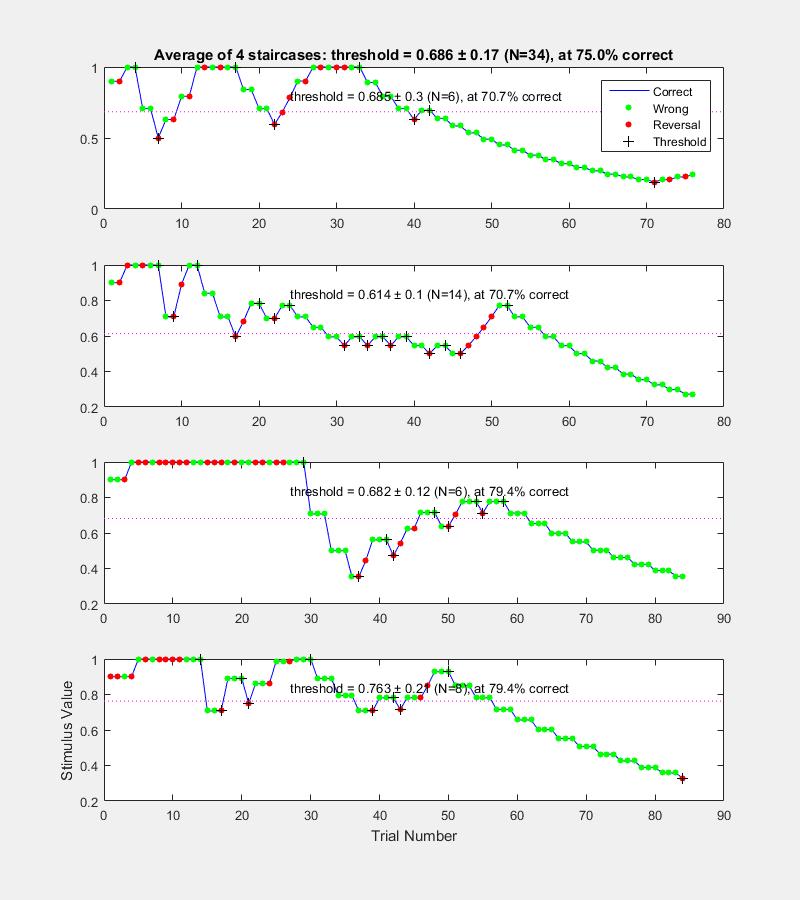 Average of 4 staircases: threshold = 0.686 ± 0.17 (N=34), at 75.0% correct
1
threshold = 0.685 ± 0.3 (N=6), at 70.7% correct
Correct
Wrong
Reversal
Threshold
0.5
0
0 10 20 30 40 50 60 70 80
1
threshold = 0.614 ± 0.1 (N=14), at 70.7% correct
0.8
0.6
0.4
0.2
0 10 20 30 40 50 60 70 80
1
threshold = 0.682 ± 0.12 (N=6), at 79.4% correct
0.8
0.6
0.4
0.2
0 10 20 30 40 50 60 70 80 90
1
threshold = 0.763 ± 0.21 (N=8), at 79.4% correct
0.8
0.6
0.4
0.2
Stimulus Value
0 10 20 30 40 50 60 70 80 90
Trial Number